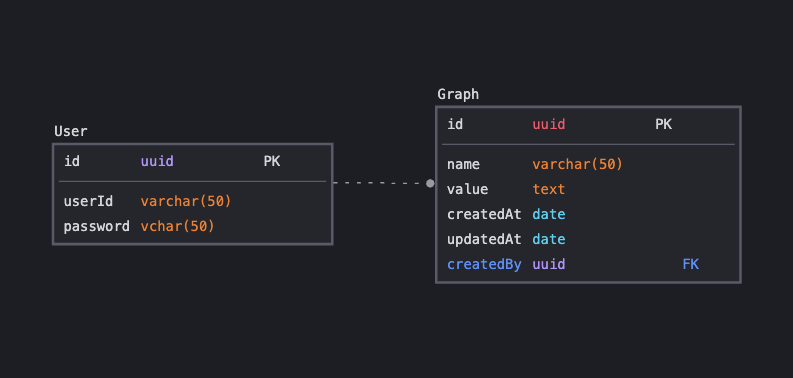 User
id uuid PK
userId varchar(50)
password vchar(50)
Graph
id uuid PK
name varchar(50)
value text
createdAt date
updatedAt date
createdBy uuid FK